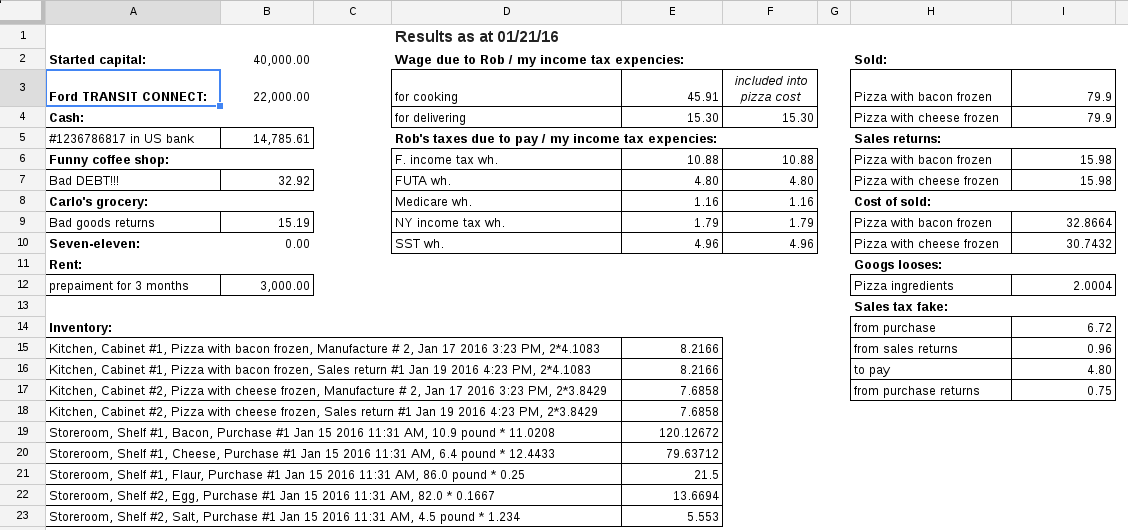 A B C D E F G H I
1 Results as at 01/21/16
2 Started capital: 40,000.00 Wage due to Rob / my income tax expencies: Sold:
3 Ford TRANSIT CONNECT: 22,000.00 for cooking 45.91 included into pizza cost Pizza with bacon frozen 79.9
4 Cash: for delivering 15.30 15.30 Pizza with cheese frozen 79.9
5 #1236786817 in US bank 14,785.61 Rob's taxes due to pay / my income tax expencies: Sales returns:
6 Funny coffee shop: F. income tax wh. 10.88 10.88 Pizza with bacon frozen 15.98
7 Bad DEBT!!! 32.92 FUTA wh. 4.80 4.80 Pizza with cheese frozen 15.98
8 Carlo's grocery: Medicare wh. 1.16 1.16 Cost of sold:
9 Bad goods returns 15.19 NY income tax wh. 1.79 1.79 Pizza with bacon frozen 32.8664
10 Seven-eleven: 0.00 SST wh. 4.96 4.96 Pizza with cheese frozen 30.7432
11 Rent: Googs looses:
12 prepaiment for 3 months 3,000.00 Pizza ingredients 2.0004
13 Sales tax fake:
14 Inventory: from purchase 6.72
15 Kitchen, Cabinet #1, Pizza with bacon frozen, Manufacture # 2, Jan 17 2016 3:23 PM, 2*4.1083 8.2166 from sales returns 0.96
16 Kitchen, Cabinet #1, Pizza with bacon frozen, Sales return #1 Jan 19 2016 4:23 PM, 2*4.1083 8.2166 to pay 4.80
17 Kitchen, Cabinet #2, Pizza with cheese frozen, Manufacture # 2, Jan 17 2016 3:23 PM, 2*3.8429 7.6858 from purchase returns 0.75
18 Kitchen, Cabinet #2, Pizza with cheese frozen, Sales return #1 Jan 19 2016 4:23 PM, 2*3.8429 7.6858
19 Storeroom, Shelf #1, Bacon, Purchase #1 Jan 15 2016 11:31 AM, 10.9 pound * 11.0208 120.12672
20 Storeroom, Shelf #1, Cheese, Purchase #1 Jan 15 2016 11:31 AM, 6.4 pound * 12.4433 79.63712
21 Storeroom, Shelf #1, Flaur, Purchase #1 Jan 15 2016 11:31 AM, 86.0 pound * 0.25 21.5
22 Storeroom, Shelf #2, Egg, Purchase #1 Jan 15 2016 11:31 AM, 82.0 * 0.1667 13.6694
23 Storeroom, Shelf #2, Salt, Purchase #1 Jan 15 2016 11:31 AM, 4.5 pound * 1.234 5.553